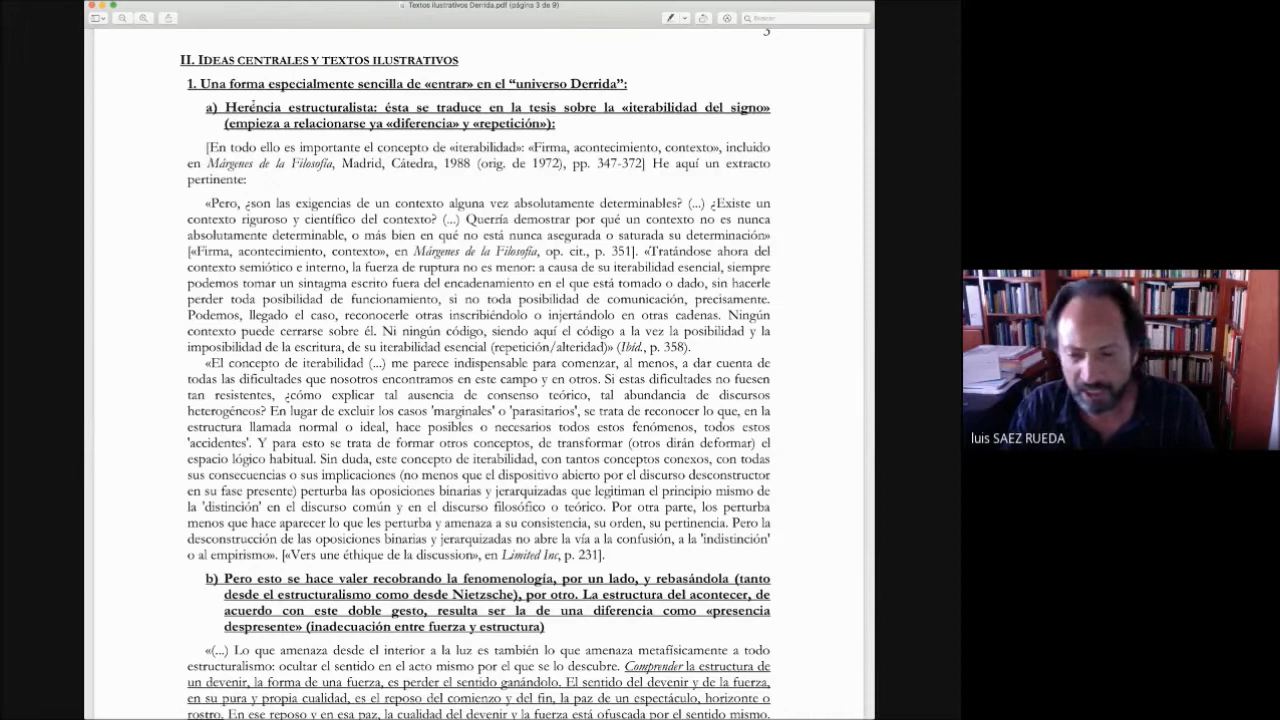 Textos ilustrativos Derrida.pdf (página 3 de 9)
Buscar
3
II. IDEAS CENTRALES Y TEXTOS ILUSTRATIVOS
1. Una forma especialmente sencilla de «entrar» en el “universo Derrida”:
a) Herencia estructuralista: ésta se traduce en la tesis sobre la «iterabilidad del signo»
(empieza a relacionarse ya «diferencia» y «repetición»):
[En todo ello es importante el concepto de «iterabilidad»: «Firma, acontecimiento, contexto», incluido
en Márgenes de la Filosofía, Madrid, Cátedra, 1988 (orig. de 1972), pp. 347-372] He aquí un extracto
pertinente:
«Pero, ¿son las exigencias de un contexto alguna vez absolutamente determinables? (...) ¿Existe un
contexto riguroso y científico del contexto? (...) Querría demostrar por qué un contexto no es nunca
absolutamente determinable, o más bien en qué no está nunca asegurada o saturada su determinación»
[«Firma, acontecimiento, contexto», en Márgenes de la Filosofía, op. cit., p. 351]. «Tratándose ahora del
contexto semiótico e interno, la fuerza de ruptura no es menor: a causa de su iterabilidad esencial, siempre
podemos tomar un sintagma escrito fuera del encadenamiento en el que está tomado o dado, sin hacerle
perder toda posibilidad de funcionamiento, si no toda posibilidad de comunicación, precisamente.
Podemos, llegado el caso, reconocerle otras inscribiéndolo o injertándolo en otras cadenas. Ningún
contexto puede cerrarse sobre él. Ni ningún código, siendo aquí el código a la vez la posibilidad y la
imposibilidad de la escritura, de su iterabilidad esencial (repetición/alteridad)» (Ibíd., p. 358).
«El concepto de iterabilidad (...) me parece indispensable para comenzar, al menos, a dar cuenta de
todas las dificultades que nosotros encontramos en este campo y en otros. Si estas dificultades no fuesen
tan resistentes, ¿cómo explicar tal ausencia de consenso teórico, tal abundancia de discursos
heterogéneos? En lugar de excluir los casos 'marginales' o 'parasitarios', se trata de reconocer lo que, en la
estructura llamada normal o ideal, hace posibles o necesarios todos estos fenómenos, todos estos
'accidentes'. Y para esto se trata de formar otros conceptos, de transformar (otros dirán deformar) el
espacio lógico habitual. Sin duda, este concepto de iterabilidad, con tantos conceptos conexos, con todas
sus consecuencias o sus implicaciones (no menos que el dispositivo abierto por el discurso desconstructor
en su fase presente) perturba las oposiciones binarias y jerarquizadas que legitiman el principio mismo de
la 'distinción' en el discurso común y en el discurso filosófico o teórico. Por otra parte, los perturba
menos que hace aparecer lo que les perturba y amenaza a su consistencia, su orden, su pertinencia. Pero la
desconstrucción de las oposiciones binarias y jerarquizadas no abre la vía a la confusión, a la 'indistinción'
o al empirismo». [«Vers une éthique de la discussion», en Limited Inc, p. 231].
b) Pero esto se hace valer recobrando la fenomenología, por un lado, y rebasándola (tanto
desde el estructuralismo como desde Nietzsche), por otro. La estructura del acontecer, de
acuerdo con este doble gesto, resulta ser la de una diferencia como «presencia
despresente» (inadecuación entre fuerza y estructura)
«(...) Lo que amenaza desde el interior a la luz es también lo que amenaza metafísicamente a todo
estructuralismo: ocultar el sentido en el acto mismo por el que se lo descubre. Comprender la estructura de
un devenir, la forma de una fuerza, es perder el sentido ganándolo. El sentido del devenir y de la fuerza,
en su pura y propia cualidad, es el reposo del comienzo y del fin, la paz de un espectáculo, horizonte o
rostro. En ese reposo y en esa paz, la cualidad del devenir y la fuerza está ofuscada por el sentido mismo.
luis SAEZ RUEDA